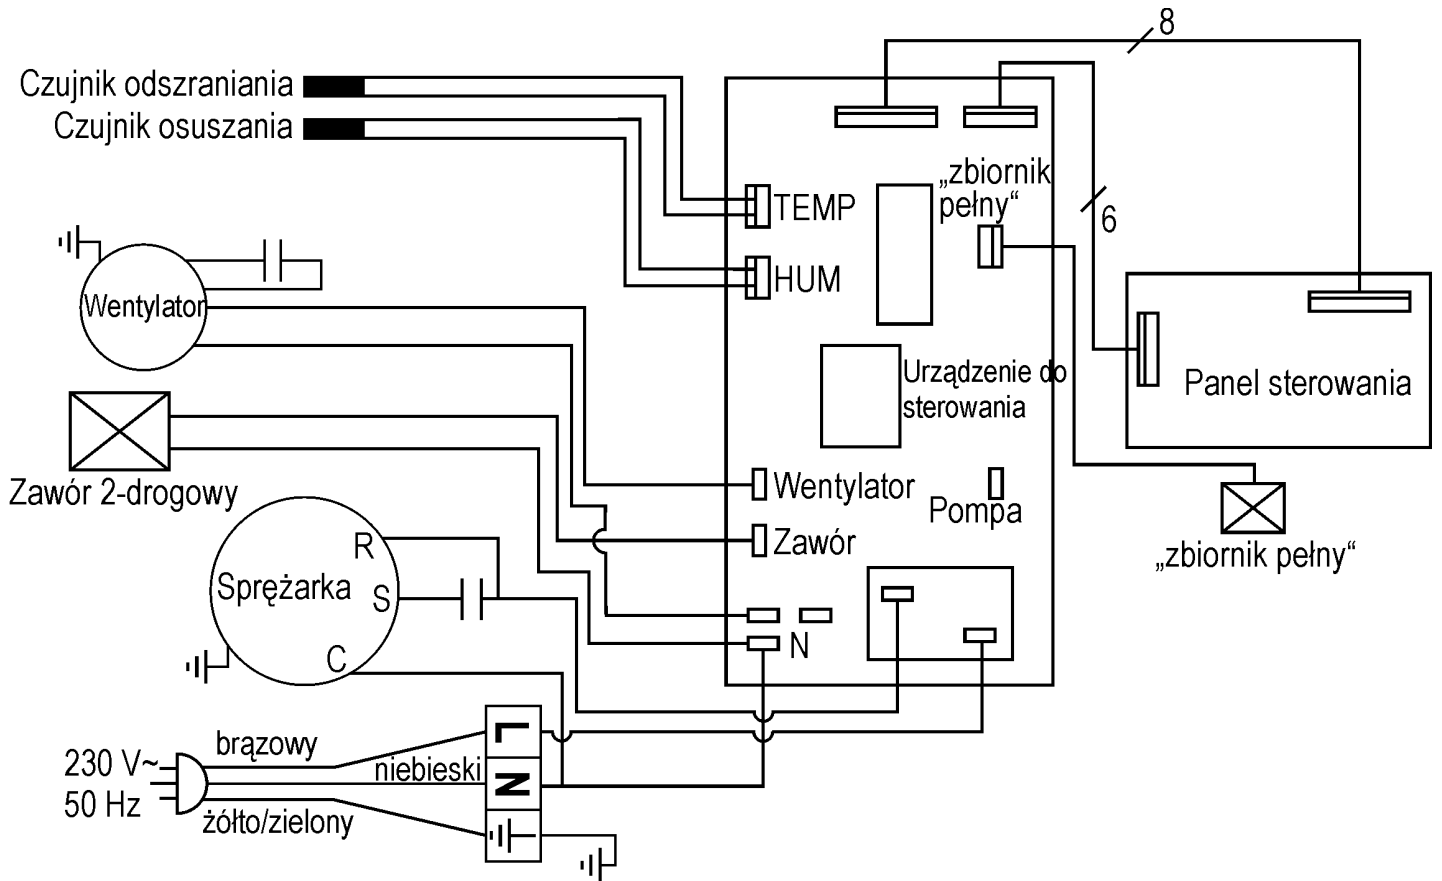 8
Czujnik odszraniania
Czujnik osuszania
„zbiornik
pełny“
TEMP
6
HUM
Wentylator
Urządzenie do
sterowania
Panel sterowania
Zawór 2-drogowy
Wentylator
Pompa
Zawór
„zbiornik pełny“
R
Sprężarka
S
C
N
L
brązowy
230 V~
niebieski
N
50 Hz
żółto/zielony